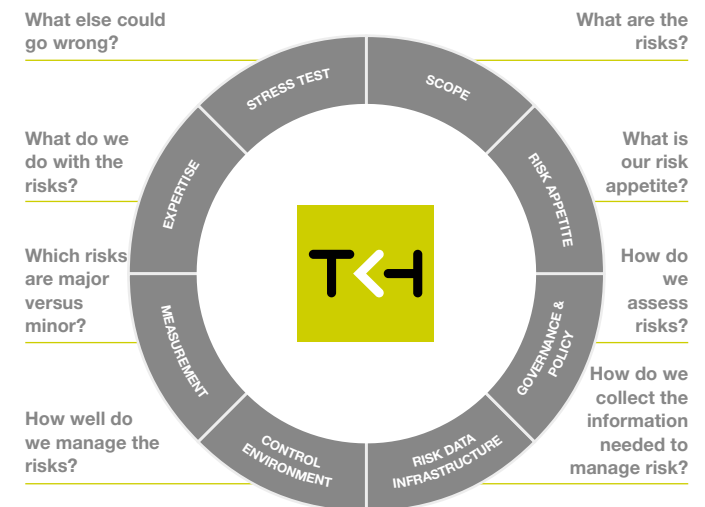 What else could
go wrong?
What are the
risks?
STRESS TEST
SCOPE
What do we
do with the
risks?
What is
our risk
appetite?
EXPERTISE
RISK APPETITE
TKH
Which risks
are major
versus
minor?
How do
we
assess
risks?
MEASUREMENT
GOVERNANCE &
POLICY
How well do
we manage the
risks?
How do we
collect the
information
needed to
manage risk?
CONTROL
ENVIRONMENT
RISK DATA
INFRASTRUCTURE